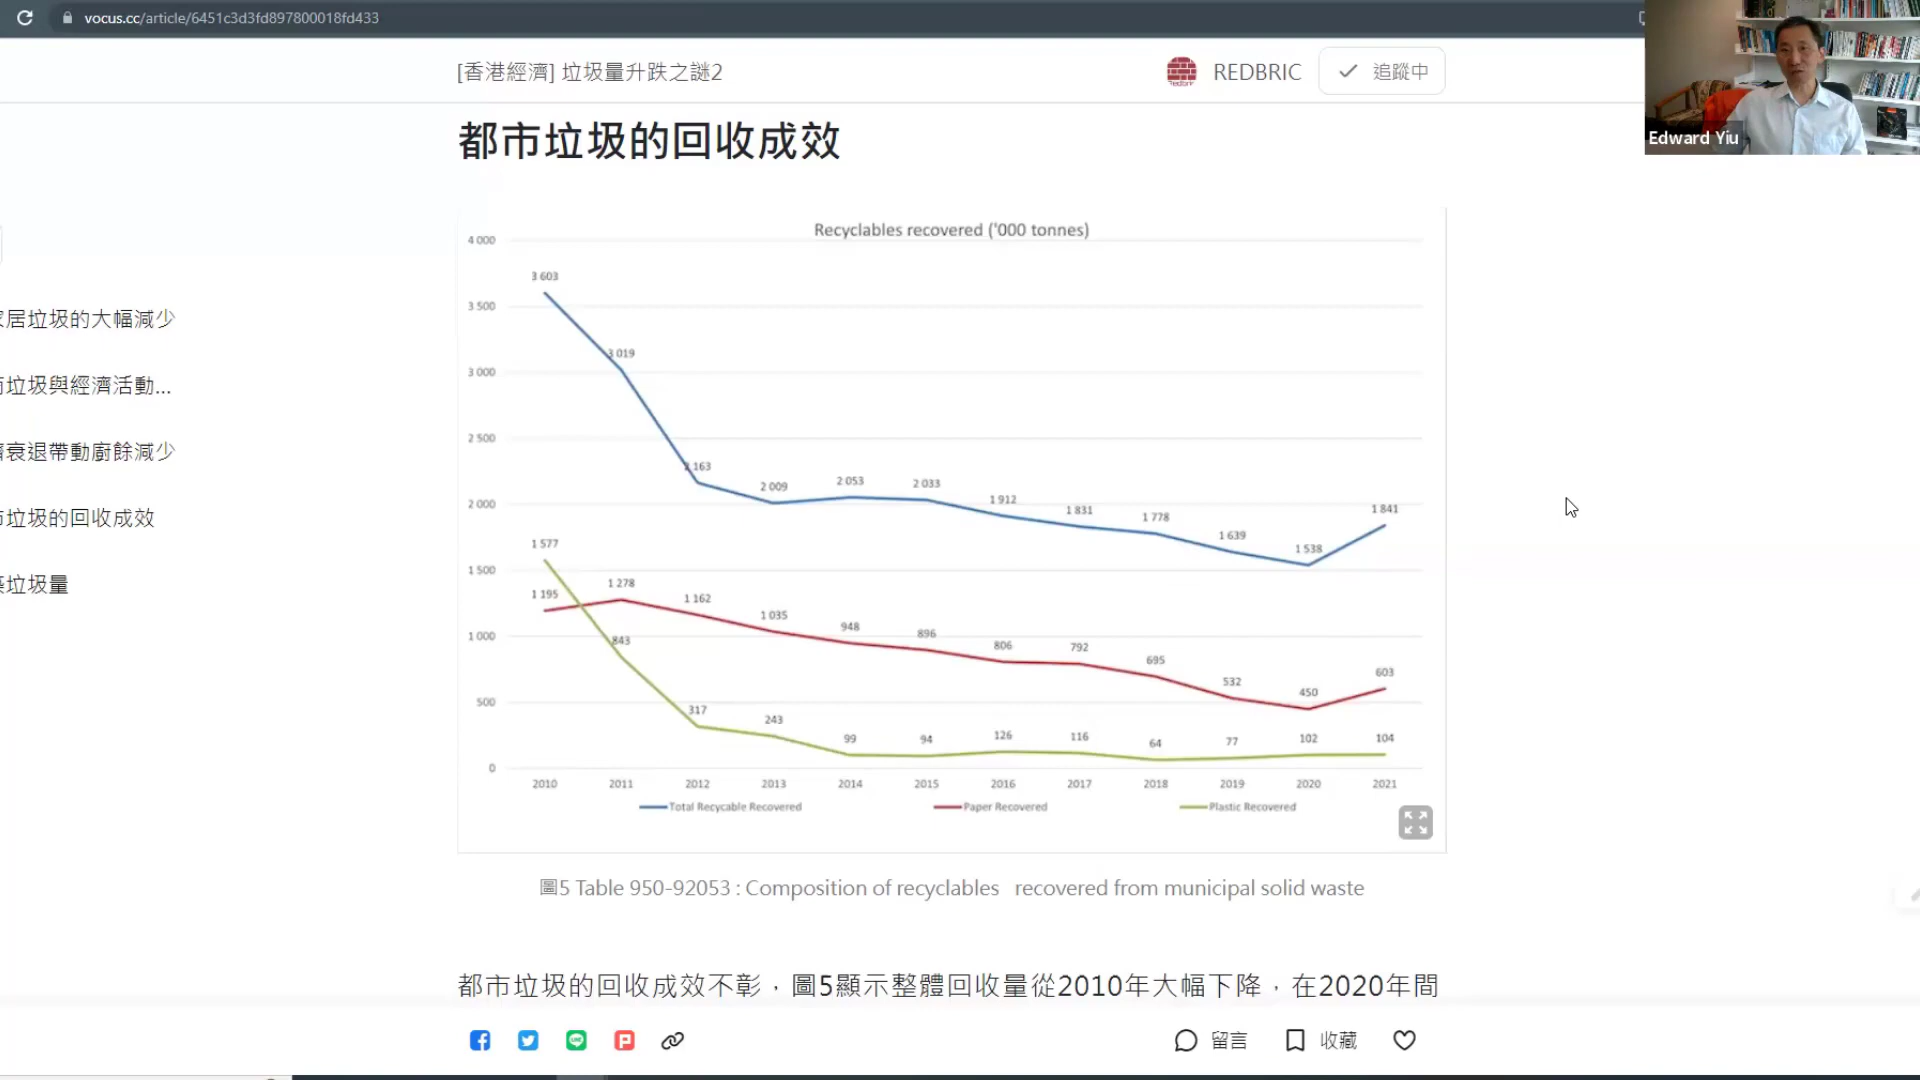 vocus.cc/article/6451c3d3fd897800018fd433
[香港經濟] 垃圾量升跌之謎2
REDBRIC
追蹤中
Edward Yiu
都市垃圾的回收成效
居垃圾的大幅減少
垃圾與經濟活動...
衰退帶動廚餘減少
垃圾的回收成效
垃圾量
Recyclables recovered ('000 tonnes)
4 000
3 500
3 000
2 500
2 000
1 500
1 000
500
0
3 603
3 019
2 163
2 009
2 053
2 033
1 912
1 831
1 778
1 639
1 538
1 841
1 577
843
317
243
99
94
126
116
64
77
102
104
1 195
1 278
1 162
1 035
948
896
806
792
695
532
450
603
2010 2011 2012 2013 2014 2015 2016 2017 2018 2019 2020 2021
Total Recycable Recovered Paper Recovered Plastic Recovered
圖5 Table 950-92053 : Composition of recyclables recovered from municipal solid waste
都市垃圾的回收成效不彰，圖5顯示整體回收量從2010年大幅下降，在2020年間
留言
收藏